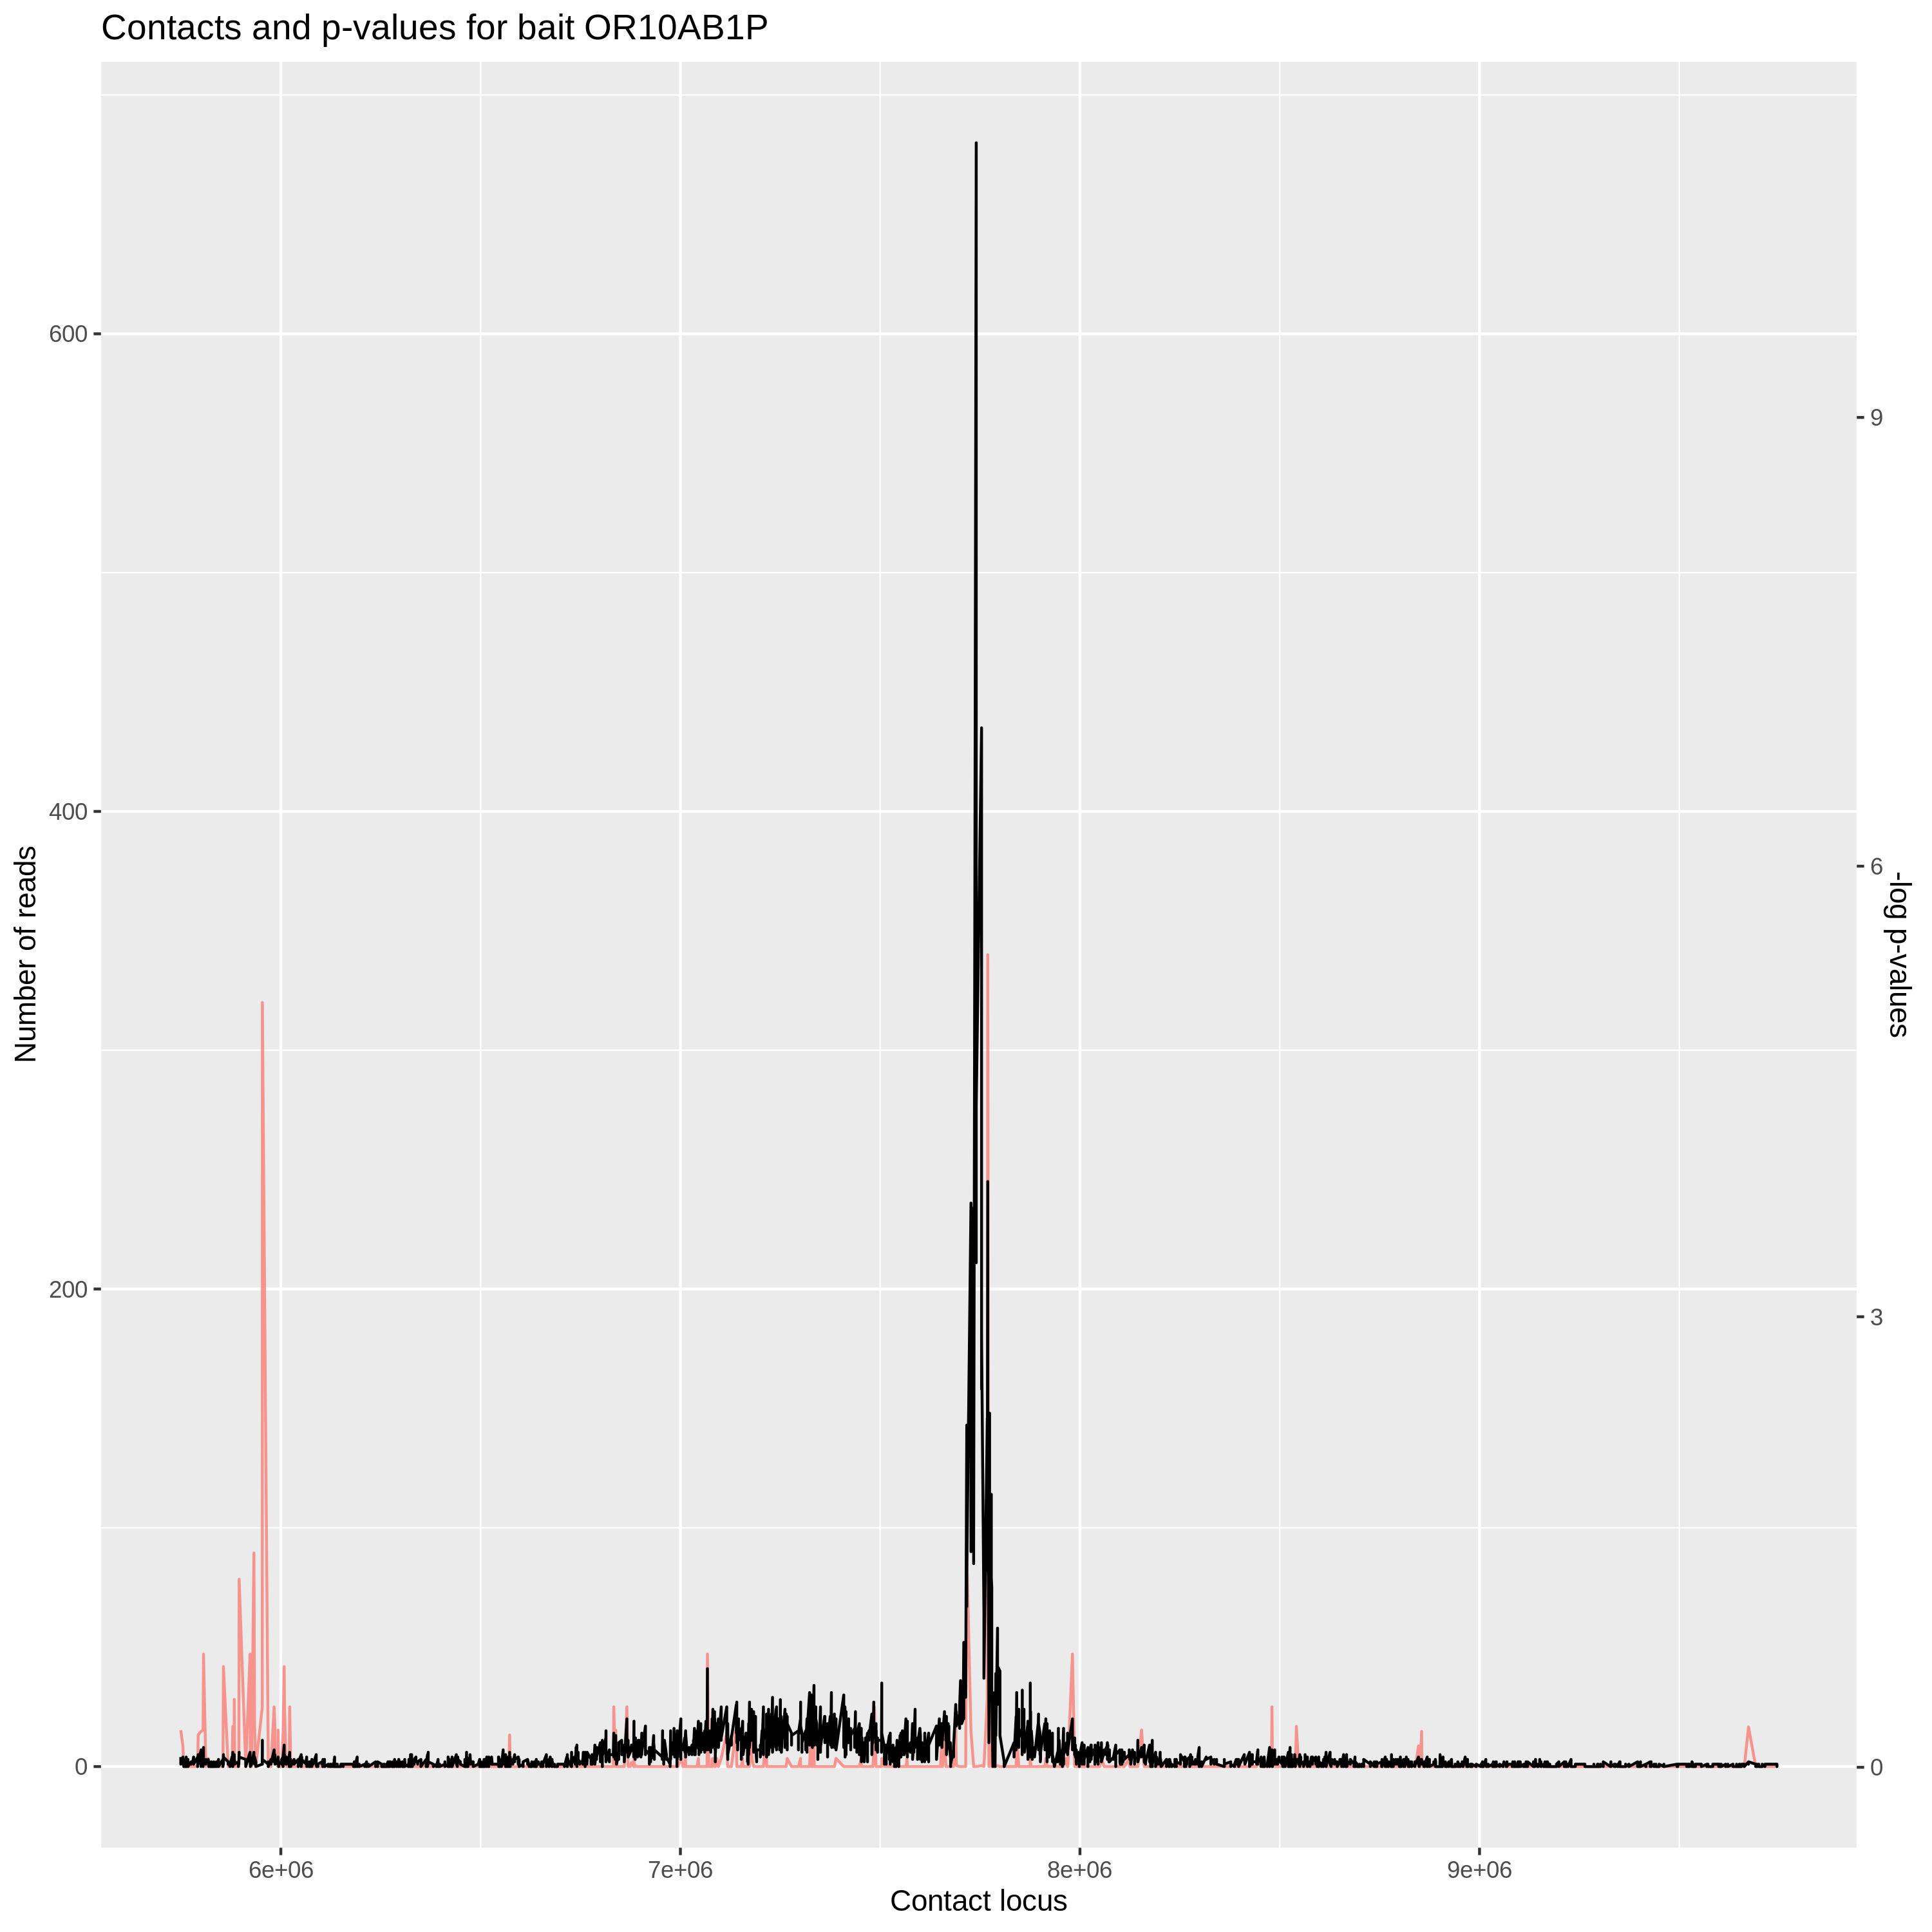 Contacts and p-values for bait OR10AB1P
600
400
200
0
9
6
3
0
Number of reads
-log p-values
6e+06
7e+06
8e+06
9e+06
Contact locus